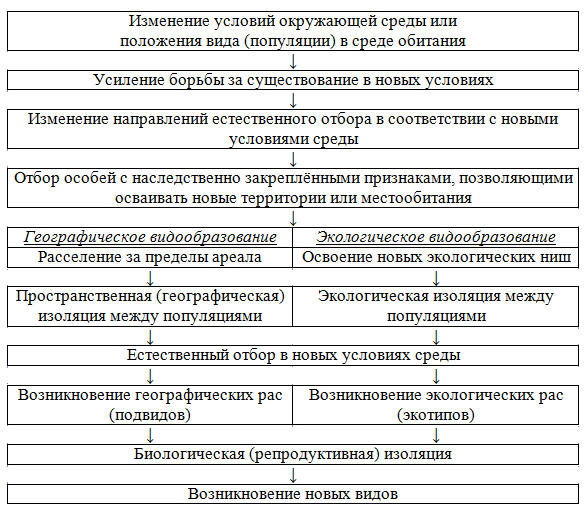 Изменение условий окружающей среды или
положения вида (популяции) в среде обитания
↓
Усиление борьбы за существование в новых условиях
↓
Изменение направлений естественного отбора в соответствии с новыми
условиями среды
↓
Отбор особей с наследственно закреплёнными признаками, позволяющими
осваивать новые территории или местообитания
↓
Географическое видообразование
Экологическое видообразование
Расселение за пределы ареала
Освоение новых экологических ниш
↓ ↓
Пространственная (географическая)
изоляция между популяциями
Экологическая изоляция между
популяциями
↓ ↓
Естественный отбор в новых условиях среды
↓ ↓
Возникновение географических рас
(подвидов)
Возникновение экологических рас
(экотипов)
↓ ↓
Биологическая (репродуктивная) изоляция
↓
Возникновение новых видов